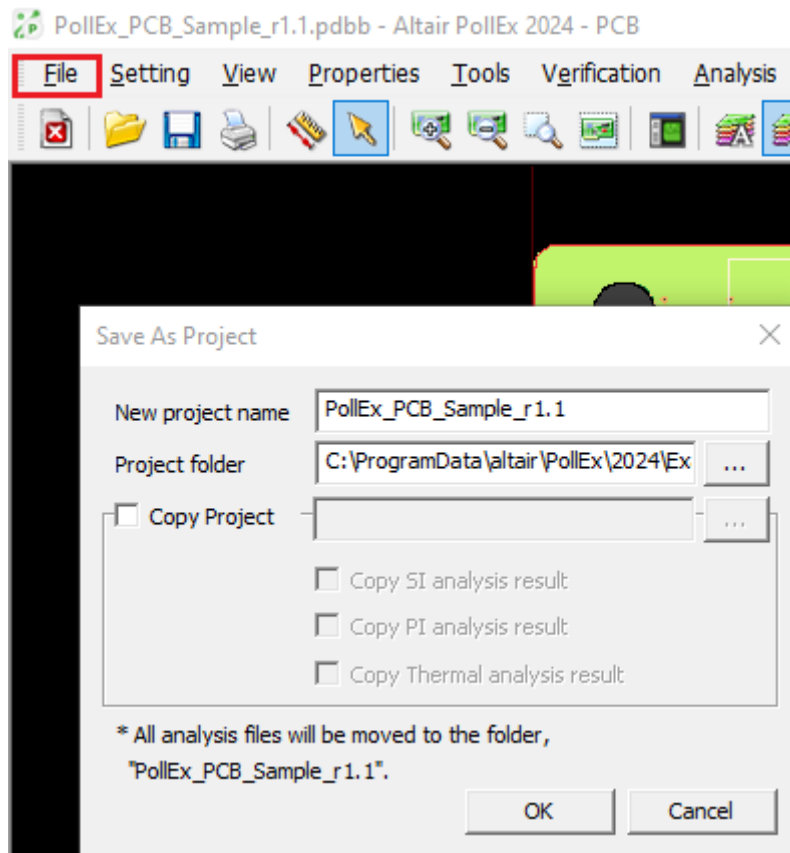 PollEx_PCB_Sample_r1.1.pdbb - Altair PollEx 2024 - PCB
File Setting View Properties Tools Verification Analysis
Save As Project
New project name PollEx_PCB_Sample_r1.1
Project folder C:\ProgramData\altair\PollEx\2024\Ex ...
Copy Project ...
Copy SI analysis result
Copy PI analysis result
Copy Thermal analysis result
* All analysis files will be moved to the folder,
"PollEx_PCB_Sample_r1.1".
OK Cancel